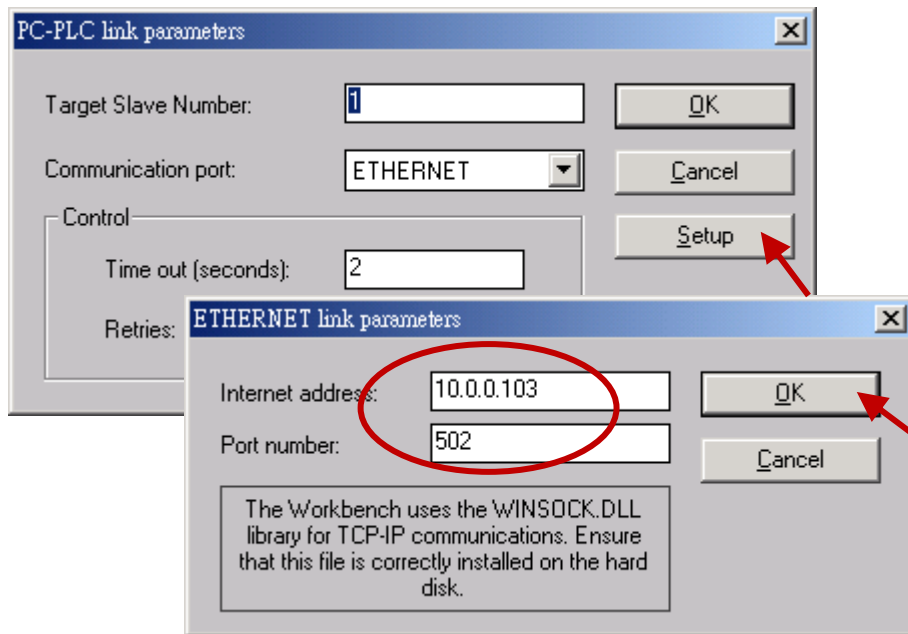 PC-PLC link parameters
Target Slave Number:
1
OK
Communication port:
ETHERNET
Cancel
Control
Setup
Time out (seconds):
2
Retries:
ETHERNET link parameters
Internet address:
10.0.0.103
OK
Port number:
502
Cancel
The Workbench uses the WINSOCK.DLL
library for TCP-IP communications. Ensure
that this file is correctly installed on the hard
disk.